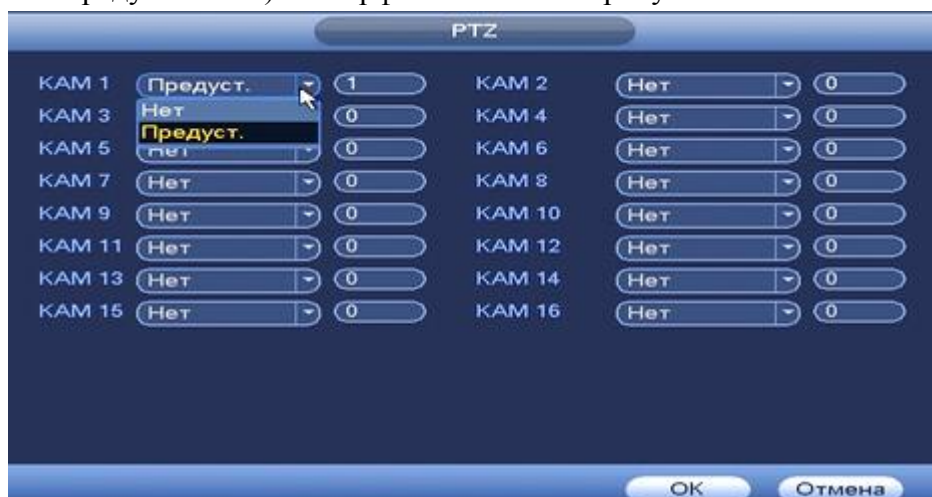 PTZ
КАМ 1 Предуст. 1 КАМ 2 Нет 0
Нет
Предуст.
КАМ 3 0 КАМ 4 Нет 0
КАМ 5 Нет 0 КАМ 6 Нет 0
КАМ 7 Нет 0 КАМ 8 Нет 0
КАМ 9 Нет 0 КАМ 10 Нет 0
КАМ 11 Нет 0 КАМ 12 Нет 0
КАМ 13 Нет 0 КАМ 14 Нет 0
КАМ 15 Нет 0 КАМ 16 Нет 0
ОК Отмена